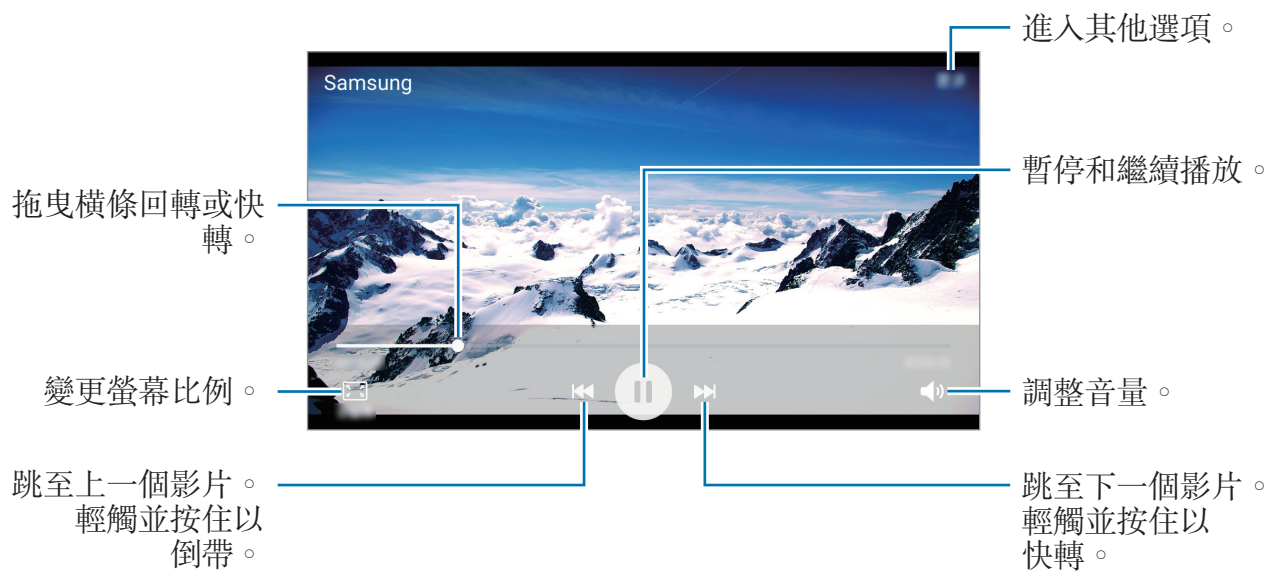 進入其他選項。
Samsung
暫停和繼續播放。
拖曳橫條回轉或快
轉。
變更螢幕比例。
調整音量。
跳至上一個影片。
輕觸並按住以
倒帶。
跳至下一個影片。
輕觸並按住以
快轉。